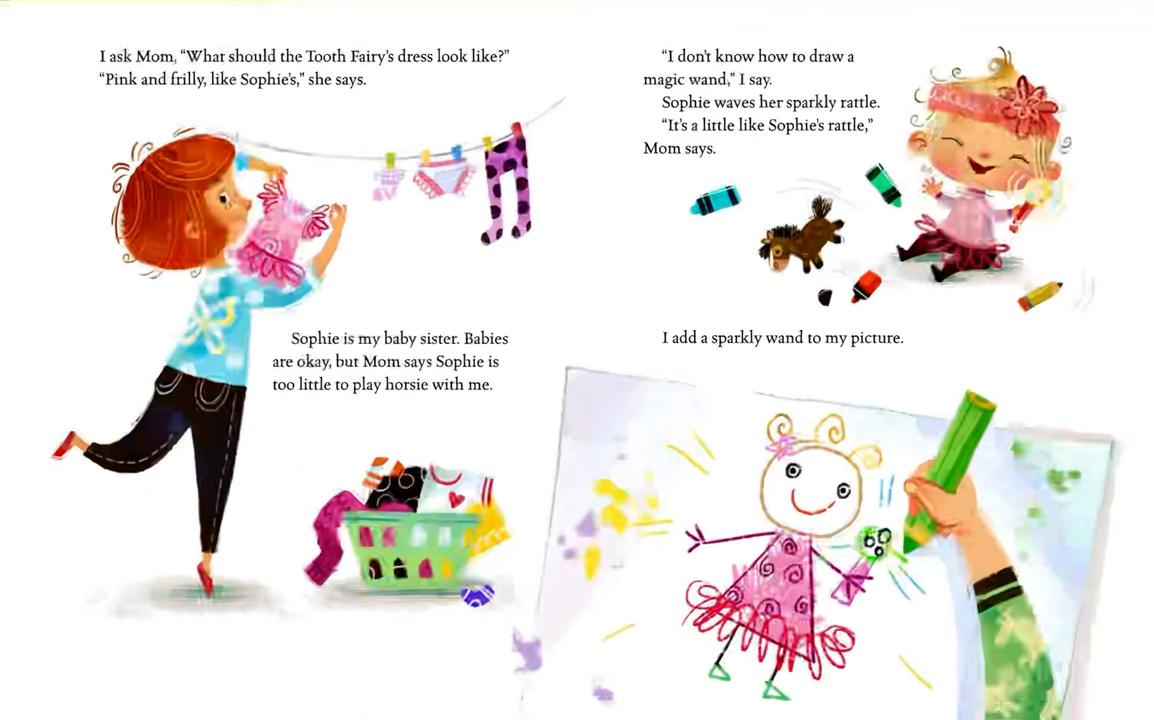 I ask Mom, “What should the Tooth Fairy’s dress look like?”
“Pink and frilly, like Sophie’s,” she says.
Sophie is my baby sister. Babies
are okay, but Mom says Sophie is
too little to play horsie with me.
“I don’t know how to draw a
magic wand,” I say.
Sophie waves her sparkly rattle.
“It’s a little like Sophie’s rattle,”
Mom says.
I add a sparkly wand to my picture.